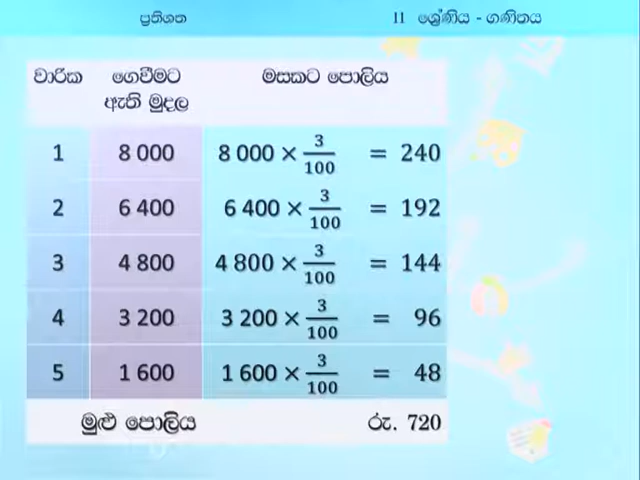 ප්‍රතිශත 11 ශ්‍රේණිය - ගණිතය
වාරික ගෙවීමට ඇති මුදල මසකට පොලිය
1 8 000 8 000 × 3/100 = 240
2 6 400 6 400 × 3/100 = 192
3 4 800 4 800 × 3/100 = 144
4 3 200 3 200 × 3/100 = 96
5 1 600 1 600 × 3/100 = 48
මුළු පොලිය රු. 720